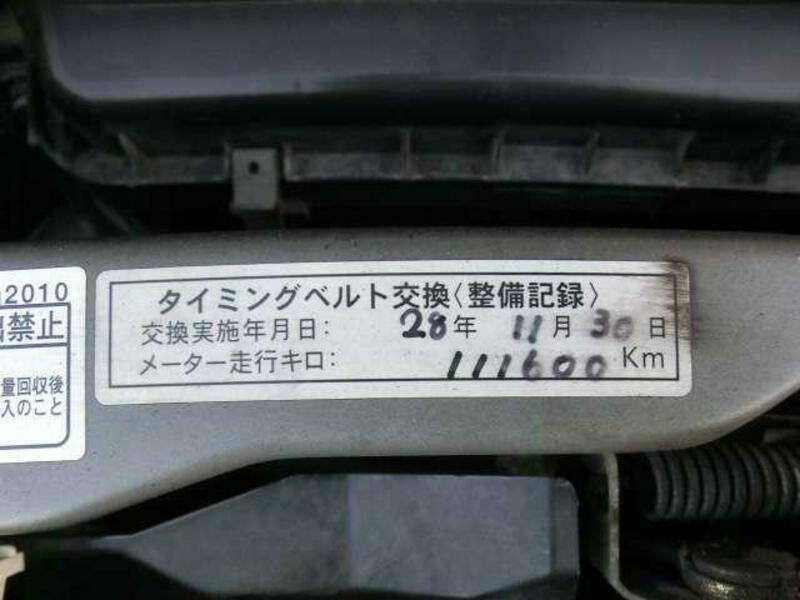 2010
禁止
量回収後
入のこと
タイミングベルト交換〈整備記録〉
交換実施年月日: 28年 11月 30日
メーター走行キロ: 111600 Km